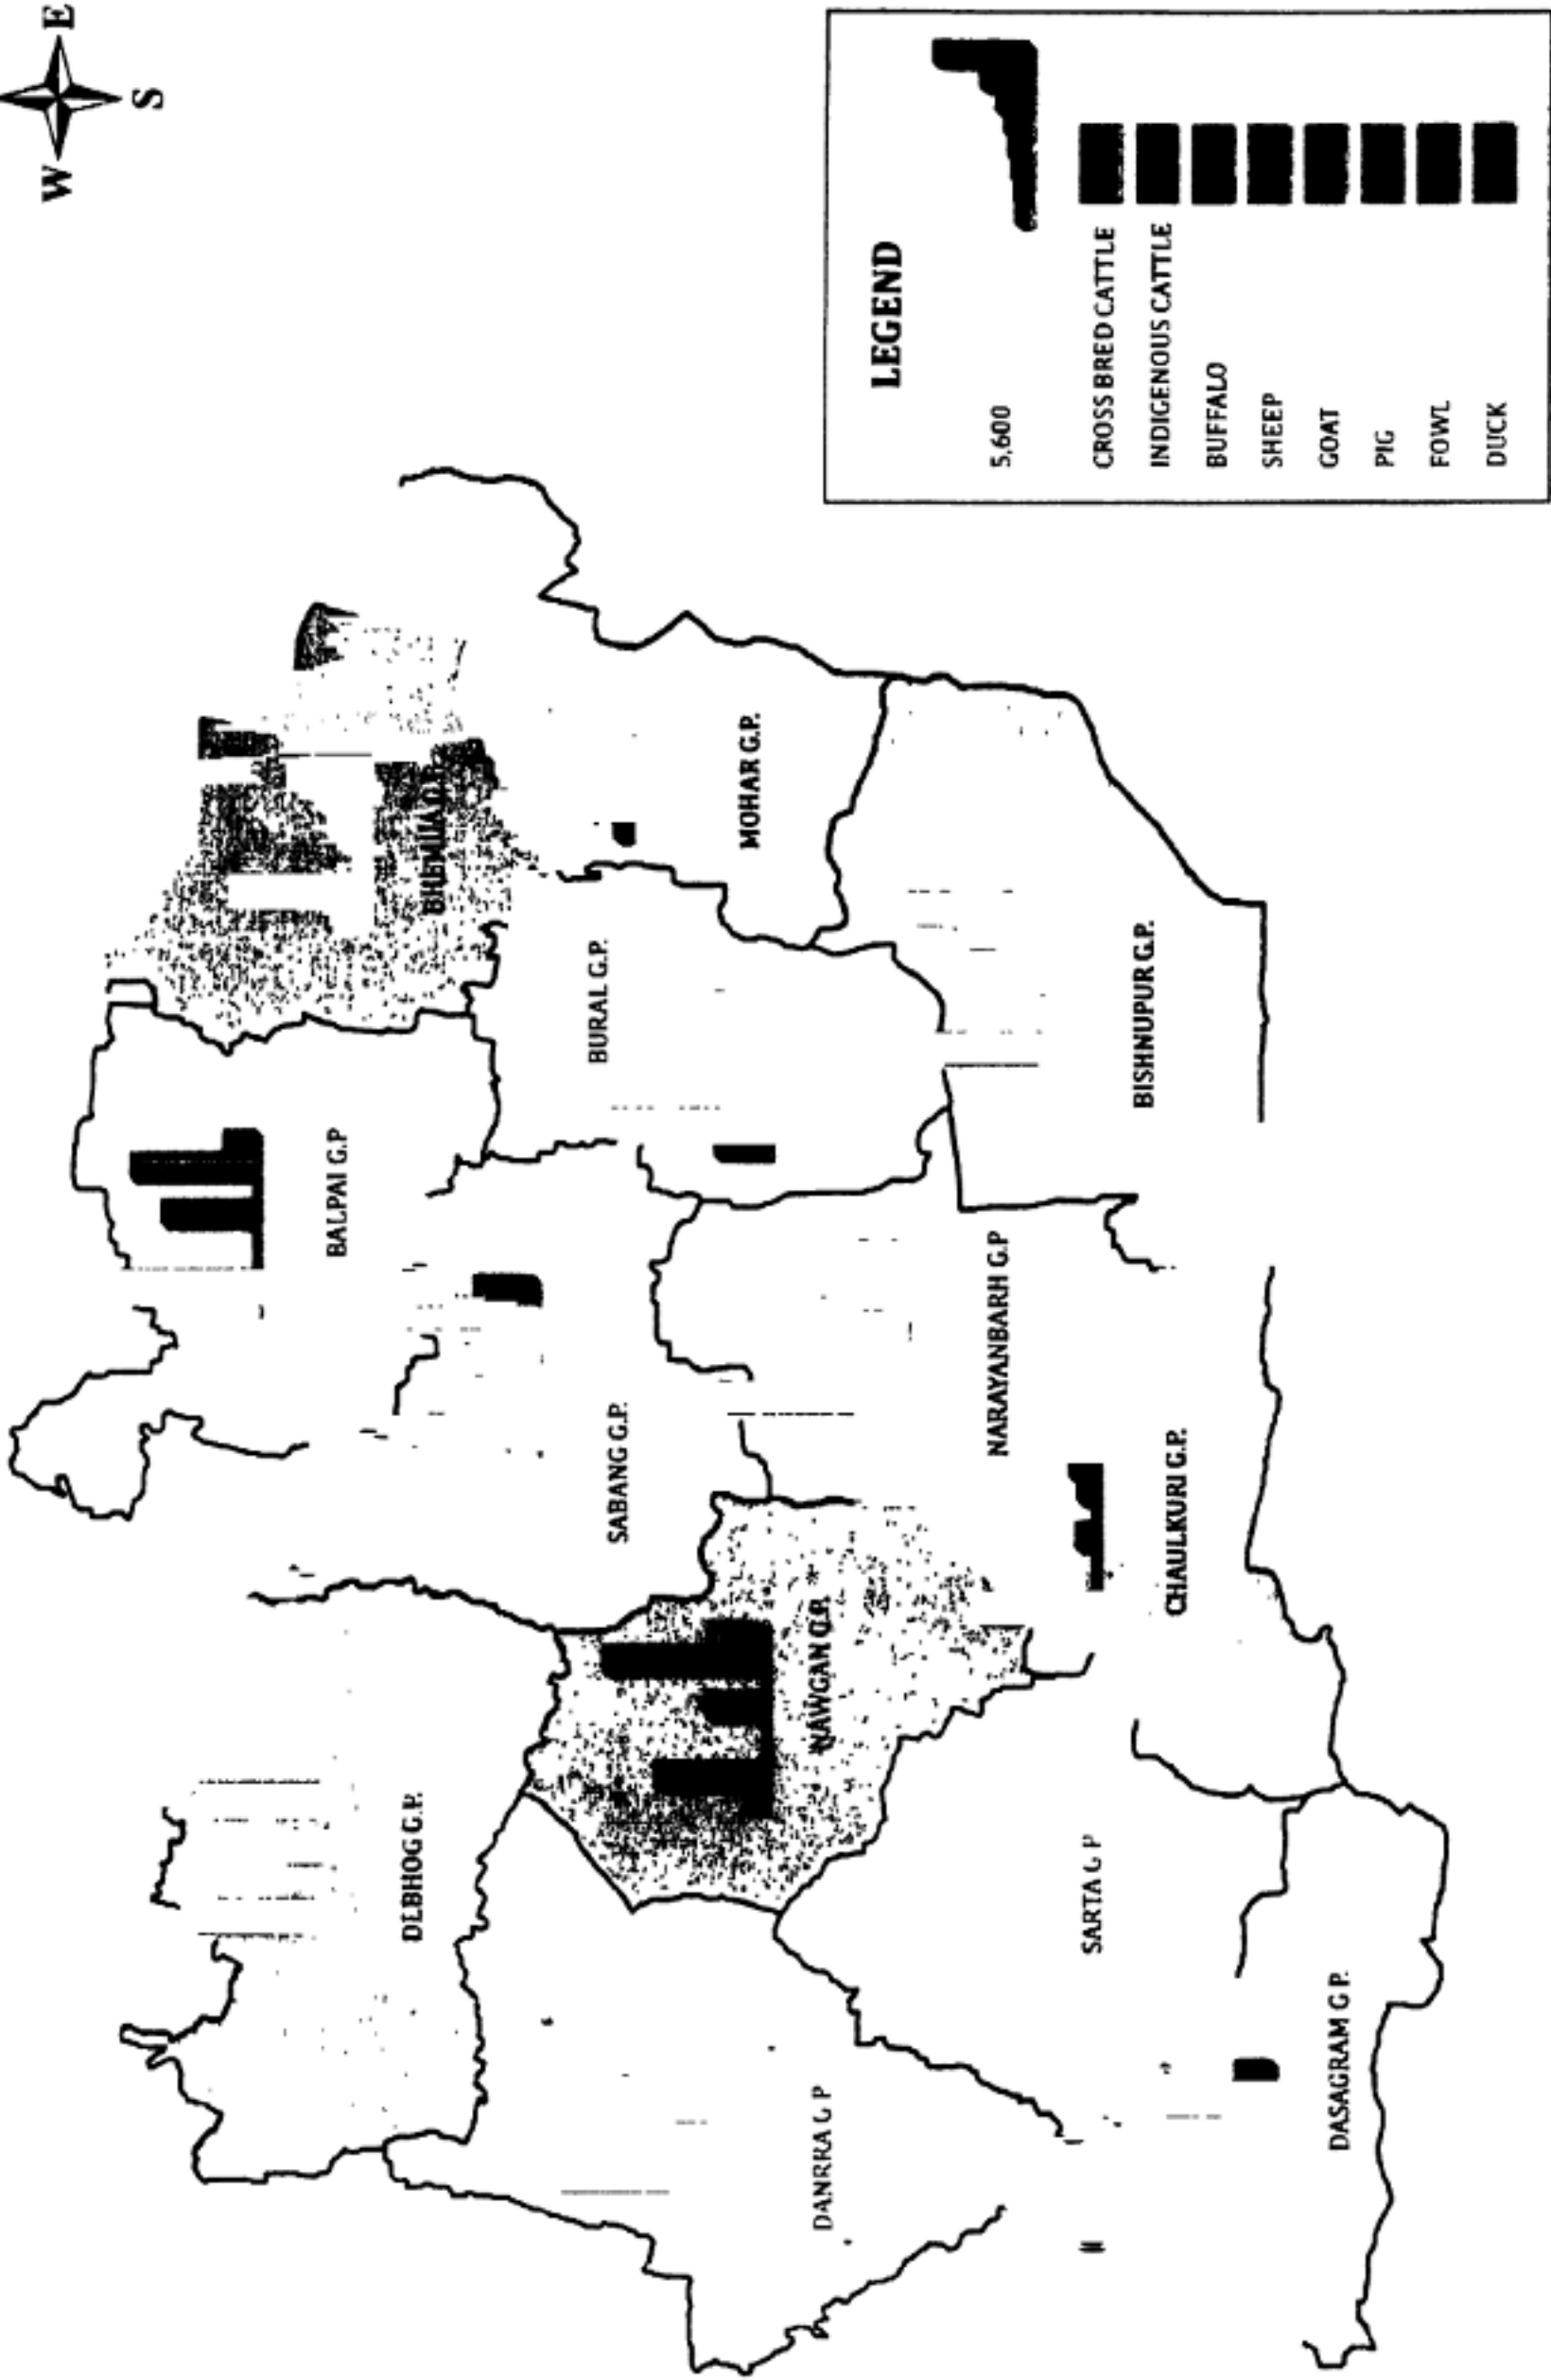 W E
S
BALPAI G.P
BURAL G.P.
MOHAR G.P.
SABANG G.P.
NARAYANBARH G.P
BISHNUPUR G.P.
CHAULKURI G.P.
DEBHOG G.P.
NAWGAN G.P.
DANRRA G P
SARTA G P
DASAGRAM G P.
LEGEND
5,600
CROSS BRED CATTLE
INDIGENOUS CATTLE
BUFFALO
SHEEP
GOAT
PIG
FOWL
DUCK